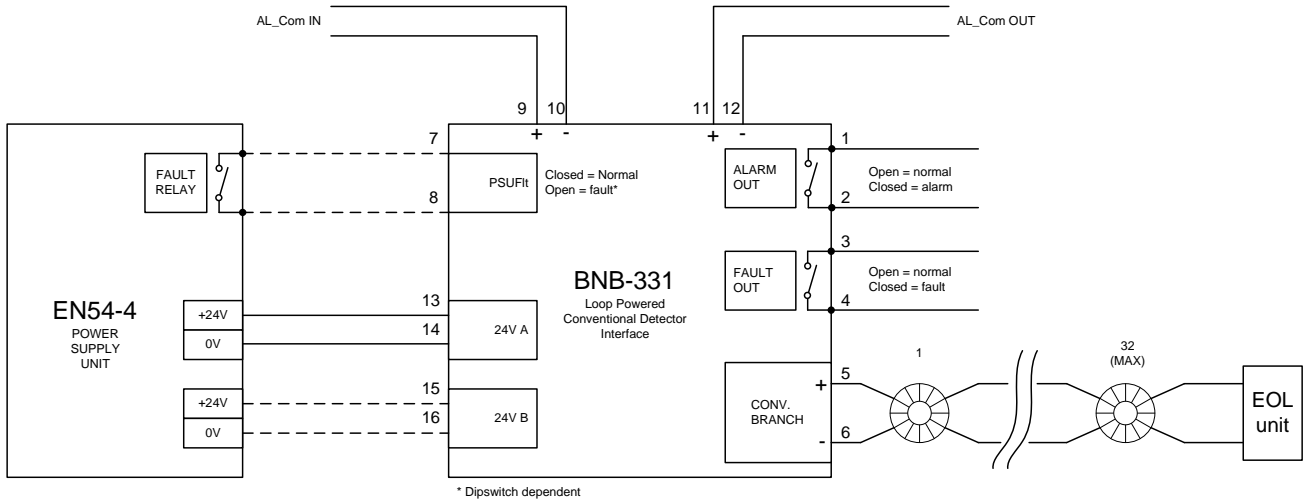 AL_Com IN
AL_Com OUT
9
10
11
12
+
-
+
-
7
8
FAULT
RELAY
PSUFlt
Closed = Normal
Open = fault*
ALARM
OUT
1
2
Open = normal
Closed = alarm
FAULT
OUT
3
4
Open = normal
Closed = fault
EN54-4
POWER
SUPPLY
UNIT
+24V
0V
13
14
24V A
+24V
0V
15
16
24V B
BNB-331
Loop Powered
Conventional Detector
Interface
CONV.
BRANCH
+
-
5
6
1
32
(MAX)
EOL
unit
* Dipswitch dependent